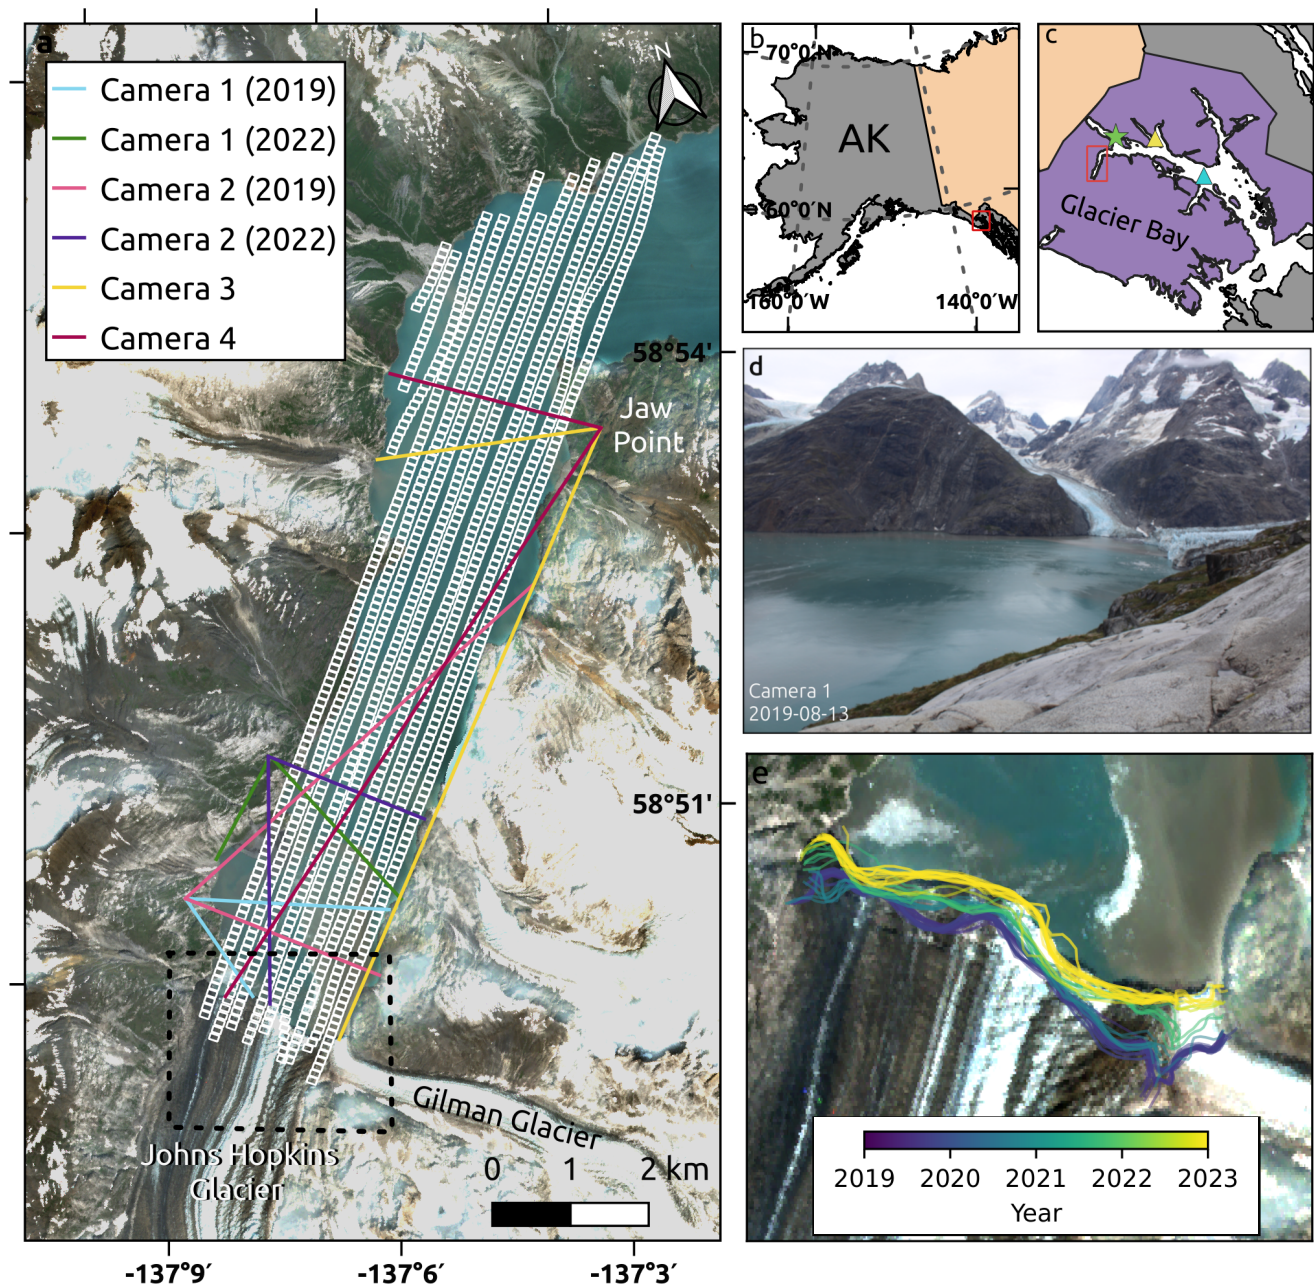 a
Camera 1 (2019)
Camera 1 (2022)
Camera 2 (2019)
Camera 2 (2022)
Camera 3
Camera 4
N
58°54'
Jaw
Point
58°51'
Gilman Glacier
Johns Hopkins
Glacier
0 1 2 km
-137°9′
-137°6′
-137°3′
b
70°0′N
AK
60°0′N
160°0′W
140°0′W
c
Glacier Bay
d
Camera 1
2019-08-13
e
2019 2020 2021 2022 2023
Year